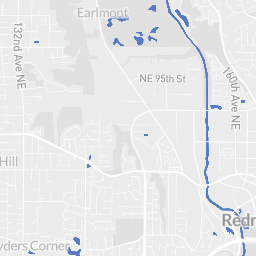 Earlmont
132nd Ave NE
NE 95th St
160th Ave NE
Hill
Redm
yders Corner